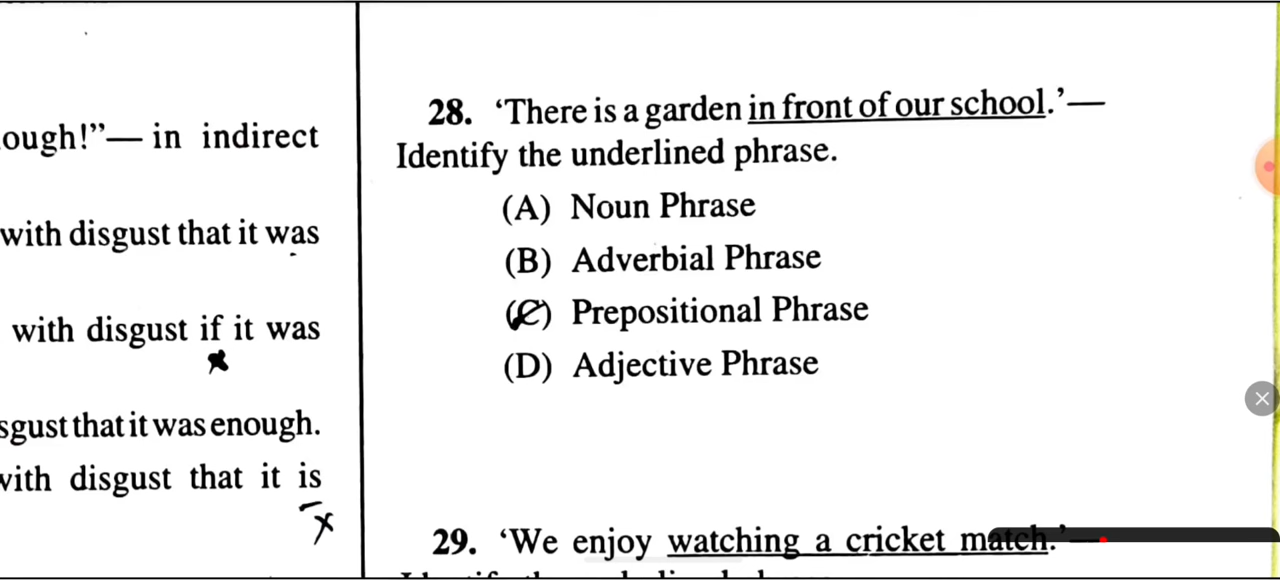 ough!”— in indirect
with disgust that it was
with disgust if it was
sgust that it was enough.
with disgust that it is
28. ‘There is a garden in front of our school.’—
Identify the underlined phrase.
(A) Noun Phrase
(B) Adverbial Phrase
(C) Prepositional Phrase
(D) Adjective Phrase
29. ‘We enjoy watching a cricket match.’—